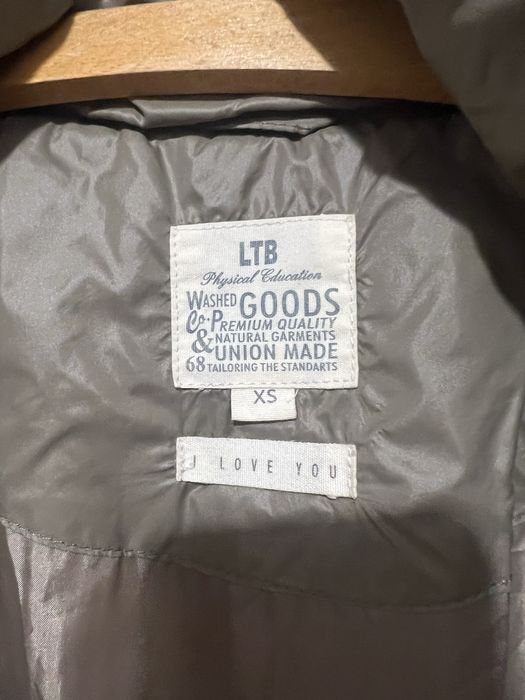 LTB
Physical Education
WASHED GOODS
Co-PREMIUM QUALITY
& NATURAL GARMENTS
UNION MADE
68 TAILORING THE STANDARTS
XS
I LOVE YOU